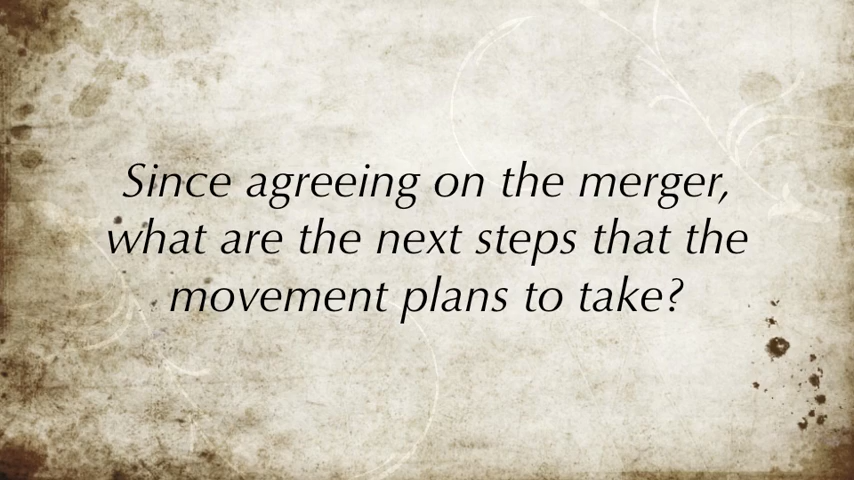 Since agreeing on the merger,
what are the next steps that the
movement plans to take?